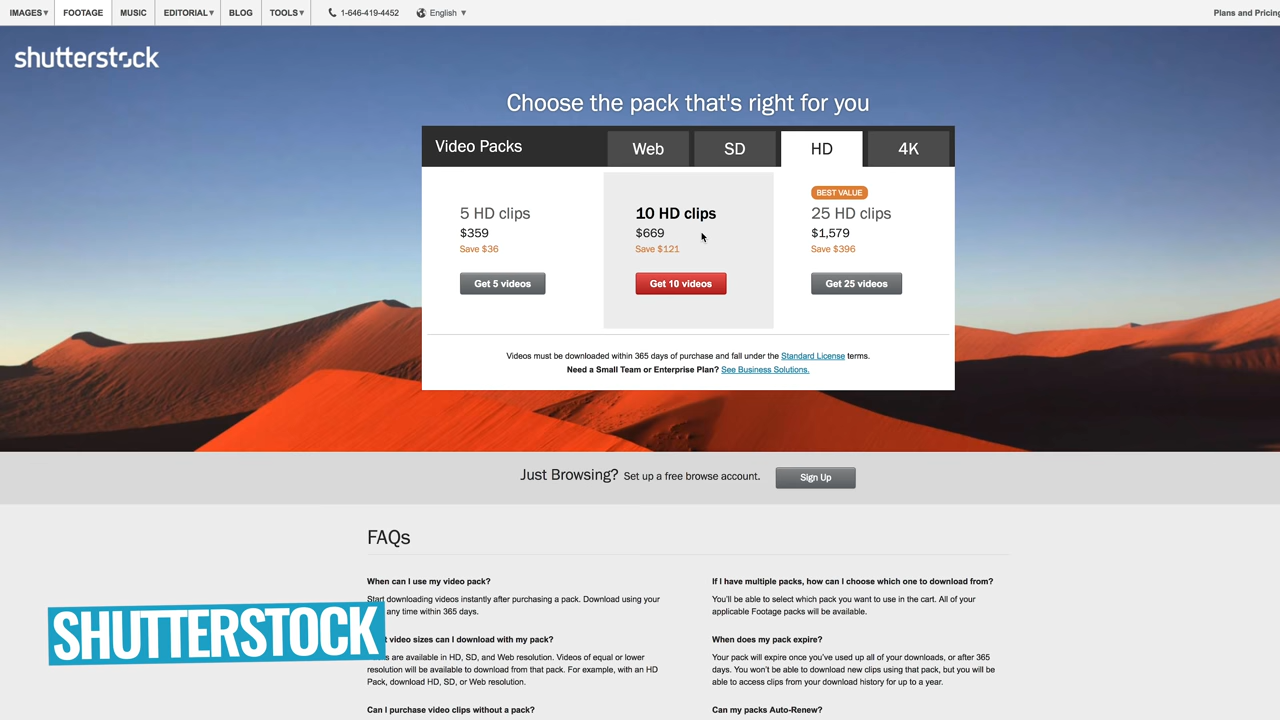 IMAGES▾ FOOTAGE MUSIC EDITORIAL▾ BLOG TOOLS▾ 1-646-419-4452 English ▼ Plans and Pricing
shutterstock
Choose the pack that's right for you
Video Packs Web SD HD 4K
BEST VALUE
5 HD clips 10 HD clips 25 HD clips
$359 $669 $1,579
Save $36 Save $121 Save $396
Get 5 videos Get 10 videos Get 25 videos
Videos must be downloaded within 365 days of purchase and fall under the Standard License terms.
Need a Small Team or Enterprise Plan? See Business Solutions.
Just Browsing? Set up a free browse account. Sign Up
FAQs
When can I use my video pack?
Start downloading videos instantly after purchasing a pack. Download using your
any time within 365 days.
video sizes can I download with my pack?
are available in HD, SD, and Web resolution. Videos of equal or lower
resolution will be available to download from that pack. For example, with an HD
Pack, download HD, SD, or Web resolution.
Can I purchase video clips without a pack?
If I have multiple packs, how can I choose which one to download from?
You'll be able to select which pack you want to use in the cart. All of your
applicable Footage packs will be available.
When does my pack expire?
Your pack will expire once you've used up all of your downloads, or after 365
days. You won't be able to download new clips using that pack, but you will be
able to access clips from your download history for up to a year.
Can my packs Auto-Renew?
SHUTTERSTOCK